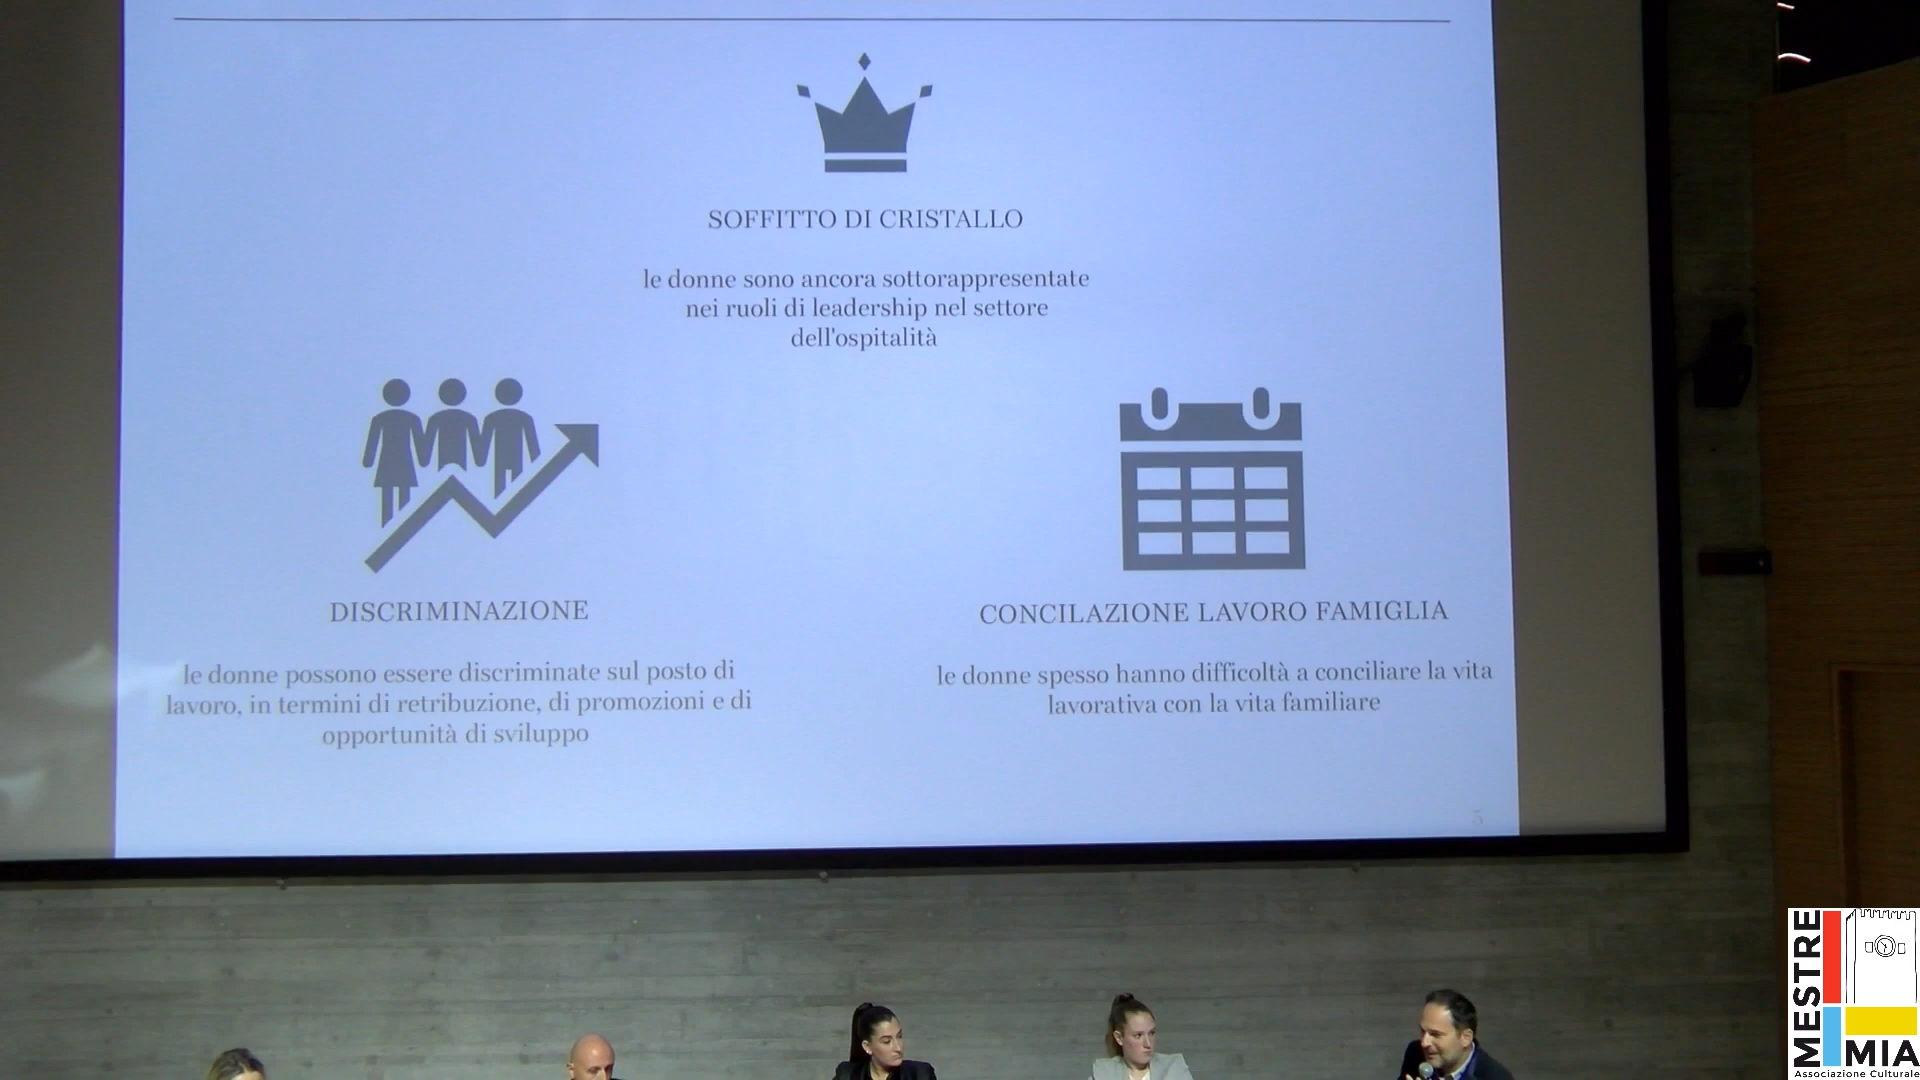 SOFFITTO DI CRISTALLO
le donne sono ancora sottorappresentate
nei ruoli di leadership nel settore
dell'ospitalità
DISCRIMINAZIONE
le donne possono essere discriminate sul posto di
lavoro, in termini di retribuzione, di promozioni e di
opportunità di sviluppo
CONCILAZIONE LAVORO FAMIGLIA
le donne spesso hanno difficoltà a conciliare la vita
lavorativa con la vita familiare
5
MESTRE
MIA
Associazione Culturale